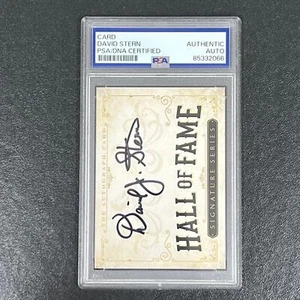 CARD
DAVID STERN
PSA/DNA CERTIFIED
AUTHENTIC
AUTO
85332066
PSA
David J. Stern
HALL OF FAME
SIGNATURE SERIES